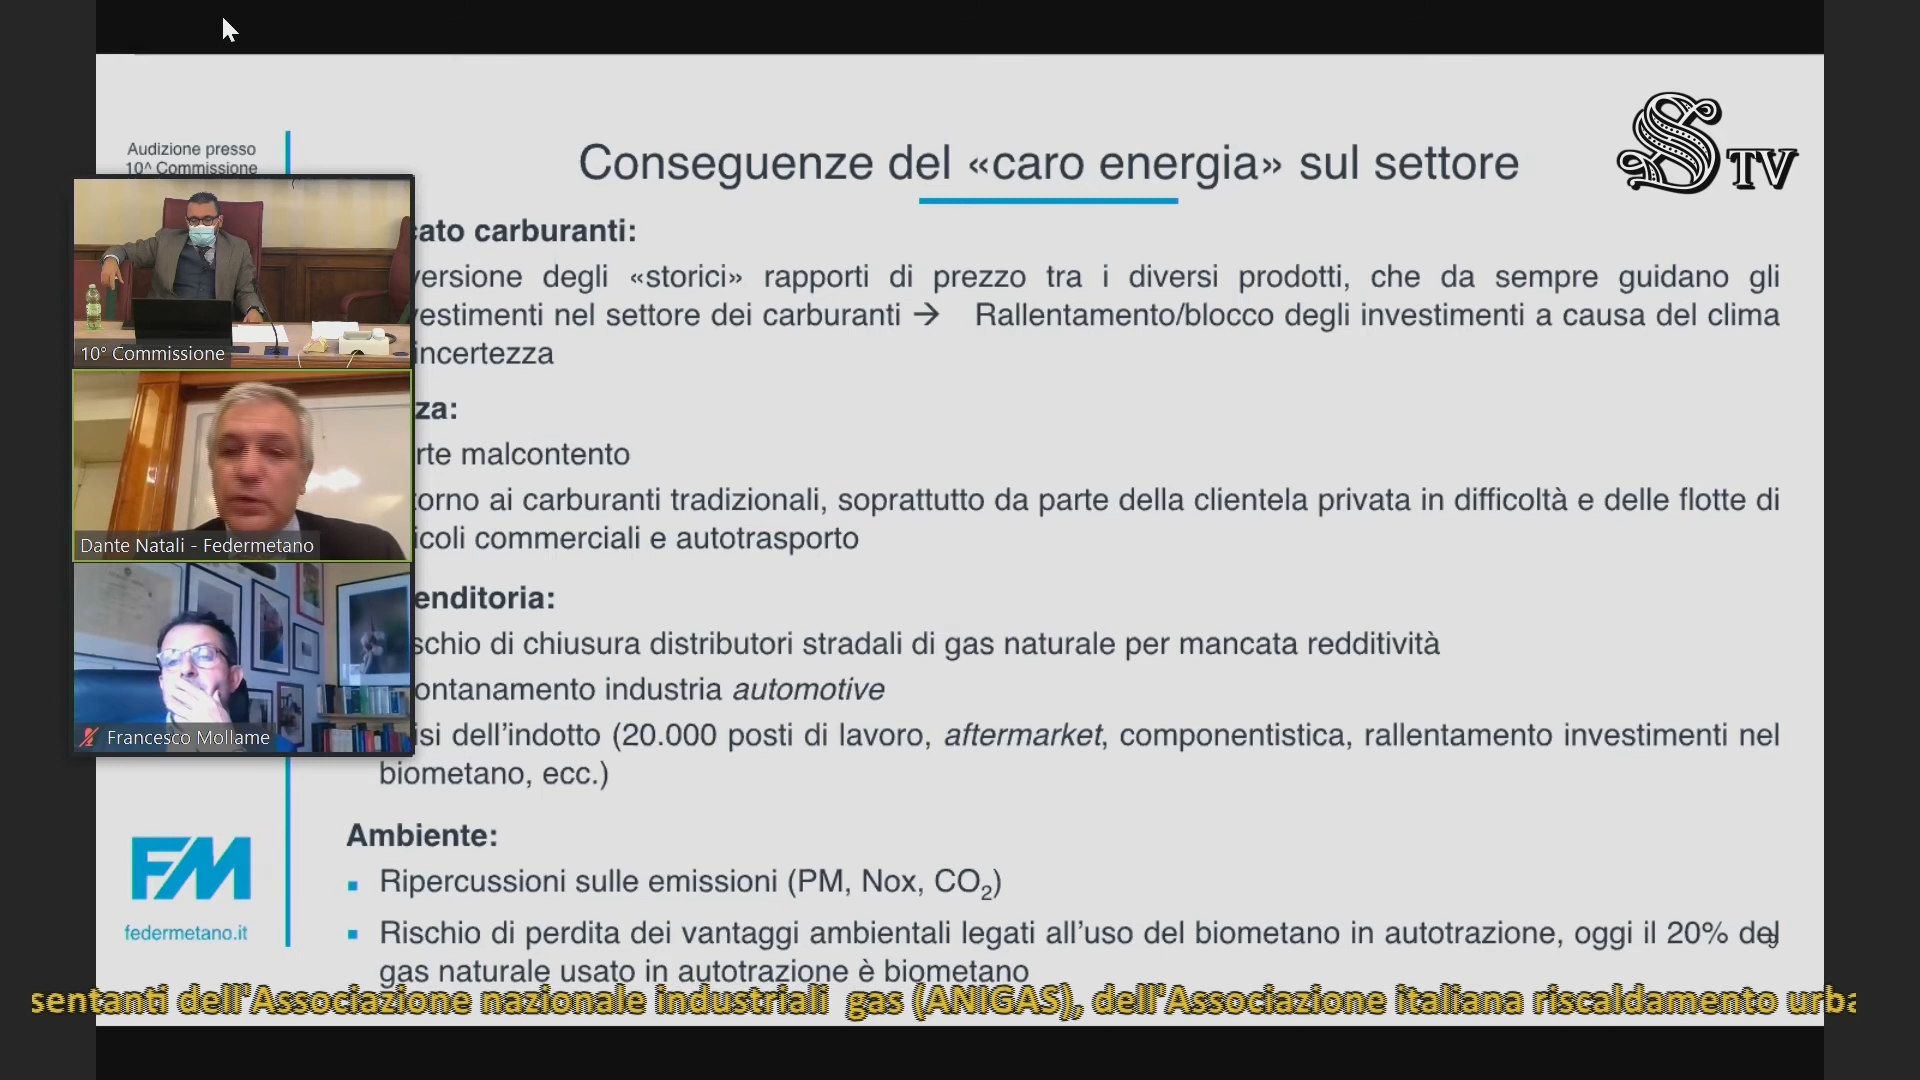 Audizione presso
10^ Commissione
Conseguenze del «caro energia» sul settore
S TV
cato carburanti:
versione degli «storici» rapporti di prezzo tra i diversi prodotti, che da sempre guidano gli
vestimenti nel settore dei carburanti → Rallentamento/blocco degli investimenti a causa del clima
incertezza
za:
rte malcontento
torno ai carburanti tradizionali, soprattutto da parte della clientela privata in difficoltà e delle flotte di
icoli commerciali e autotrasporto
enditoria:
schio di chiusura distributori stradali di gas naturale per mancata redditività
ontanamento industria automotive
isi dell'indotto (20.000 posti di lavoro, aftermarket, componentistica, rallentamento investimenti nel
biometano, ecc.)
Ambiente:
▪ Ripercussioni sulle emissioni (PM, Nox, CO₂)
▪ Rischio di perdita dei vantaggi ambientali legati all'uso del biometano in autotrazione, oggi il 20% del
gas naturale usato in autotrazione è biometano
10° Commissione
Dante Natali - Federmetano
Francesco Mollame
FM
federmetano.it
sentanti dell'Associazione nazionale industriali gas (ANIGAS), dell'Associazione italiana riscaldamento urba